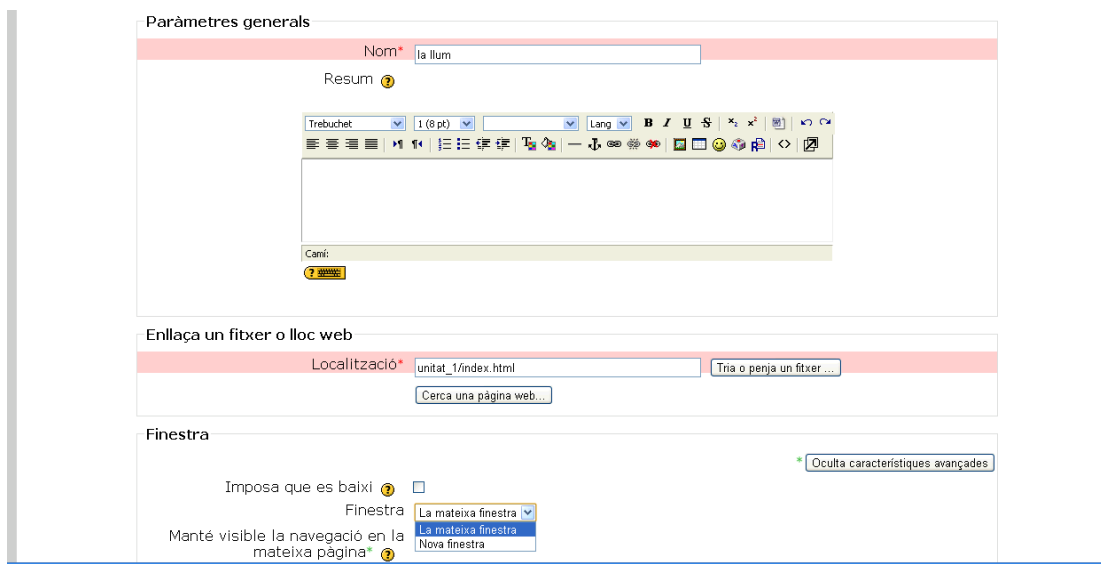 Paràmetres generals
Nom* la llum
Resum
Trebuchet 1 (8 pt) Lang B I U S x₂ x²
Camí:
?
Enllaça un fitxer o lloc web
Localització* unitat_1/index.html Tria o penja un fitxer ...
Cerca una pàgina web...
Finestra
* Oculta característiques avançades
Imposa que es baixi
Finestra La mateixa finestra
La mateixa finestra
Nova finestra
Manté visible la navegació en la
mateixa pàgina*